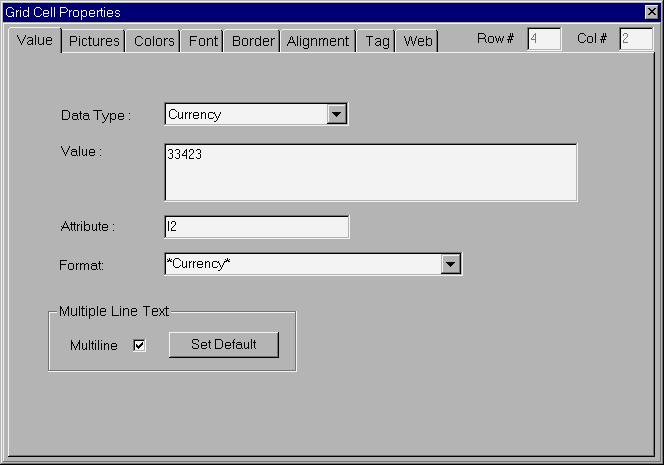 Grid Cell Properties
Value Pictures Colors Font Border Alignment Tag Web Row # 4 Col # 2
Data Type : Currency
Value : 33423
Attribute : I2
Format: *Currency*
Multiple Line Text
Multiline Set Default